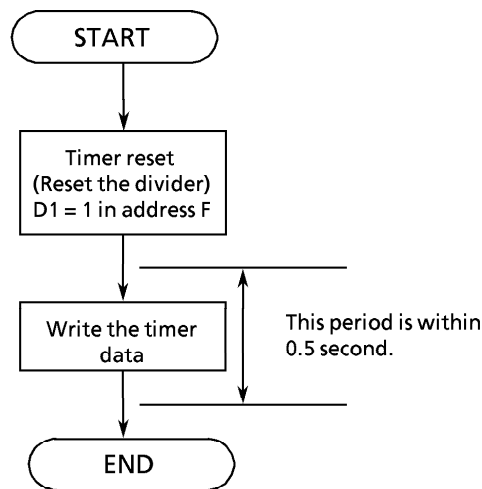 START
Timer reset
(Reset the divider)
D1 = 1 in address F
Write the timer
data
This period is within
0.5 second.
END